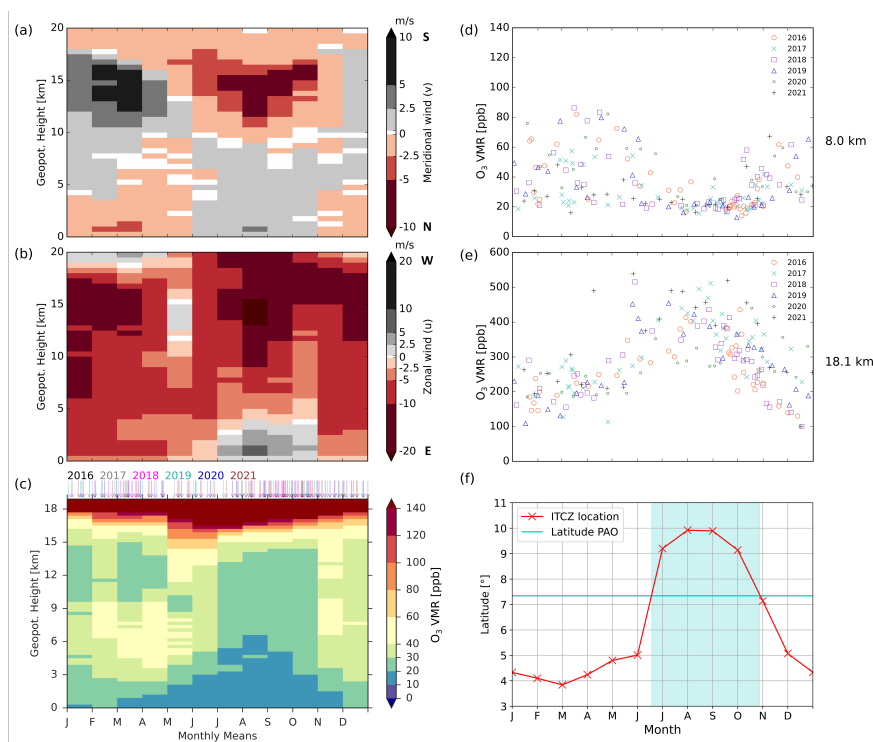 (a)
m/s
20
15
10
5
0
Geopot. Height [km]
10 S
5
2.5
0
-2.5
-5
-10 N
Meridional wind (v)
(b)
m/s
20
15
10
5
0
Geopot. Height [km]
20 W
10
5
2.5
0
-2.5
-5
-10
-20 E
Zonal wind (u)
2016 2017 2018 2019 2020 2021
(c)
18
15
12
9
6
3
0
Geopot. Height [km]
J F M A M J J A S O N D
Monthly Means
140
120
100
80
60
40
30
20
10
0
O3 VMR [ppb]
(d)
140
120
100
80
60
40
20
0
O3 VMR [ppb]
2016
2017
2018
2019
2020
2021
8.0 km
(e)
600
500
400
300
200
100
0
O3 VMR [ppb]
2016
2017
2018
2019
2020
2021
18.1 km
(f)
11
10
9
8
7
6
5
4
3
Latitude [°]
ITCZ location
Latitude PAO
J F M A M J J A S O N D J
Month